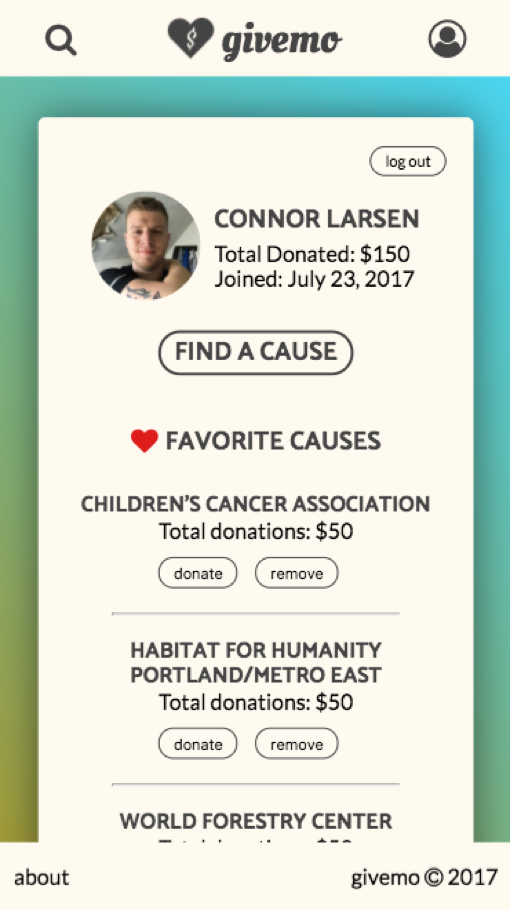 givemo
log out
CONNOR LARSEN
Total Donated: $150
Joined: July 23, 2017
FIND A CAUSE
FAVORITE CAUSES
CHILDREN'S CANCER ASSOCIATION
Total donations: $50
donate remove
HABITAT FOR HUMANITY
PORTLAND/METRO EAST
Total donations: $50
donate remove
WORLD FORESTRY CENTER
about givemo © 2017